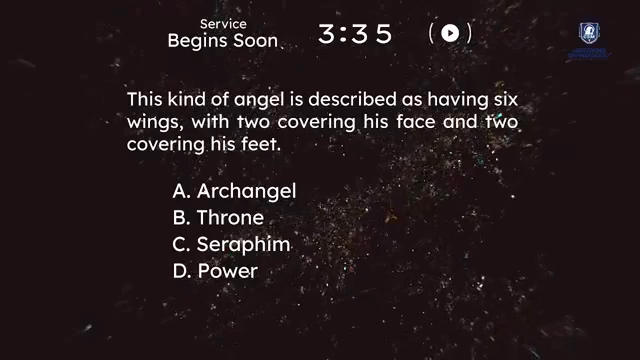 Service
Begins Soon
3:35
This kind of angel is described as having six
wings, with two covering his face and two
covering his feet.
A. Archangel
B. Throne
C. Seraphim
D. Power